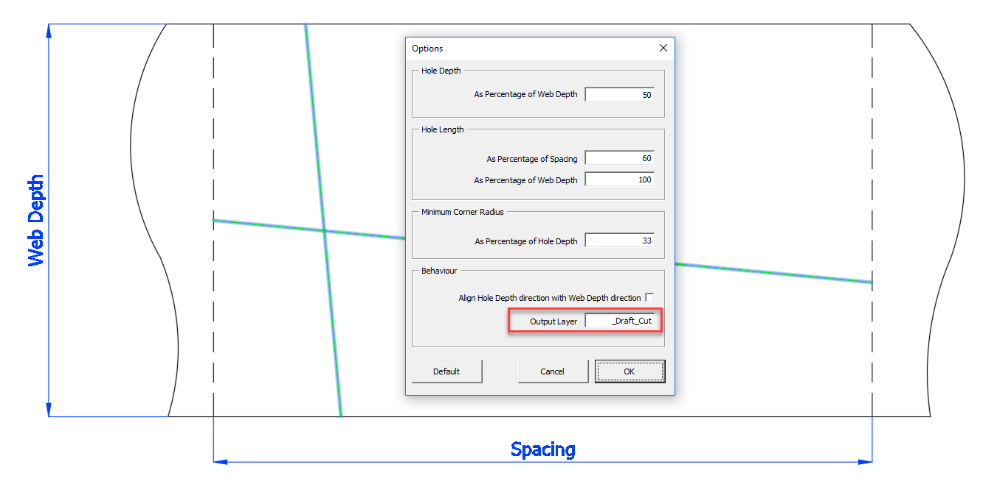 Options
Hole Depth
As Percentage of Web Depth 50
Hole Length
As Percentage of Spacing 60
As Percentage of Web Depth 100
Minimum Corner Radius
As Percentage of Hole Depth 33
Behaviour
Align Hole Depth direction with Web Depth direction
Output Layer _Draft_Cut
Default Cancel OK
Web Depth
Spacing